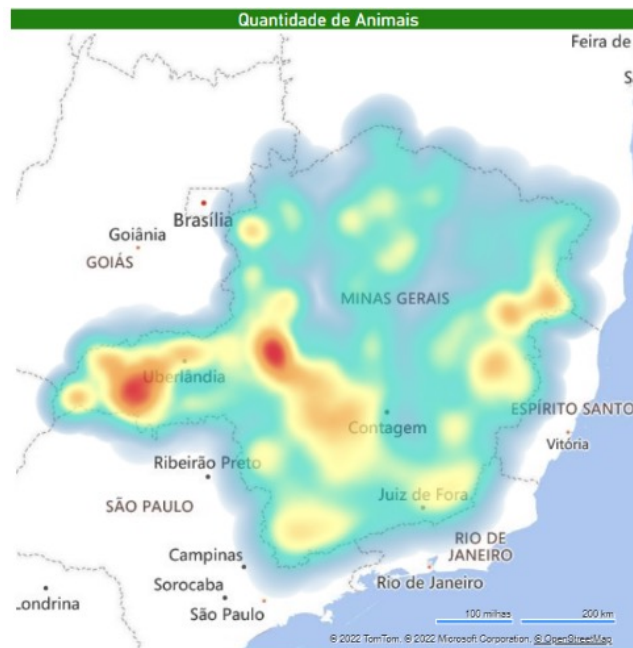 Quantidade de Animais
Feira de
S
Brasília
Goiânia
GOIÁS
MINAS GERAIS
Uberlândia
ESPÍRITO SANTO
Contagem
Vitória
Ribeirão Preto
SÃO PAULO
Juiz de Fora
RIO DE
JANEIRO
Campinas
Rio de Janeiro
Sorocaba
Londrina
São Paulo
100 milhas
200 km
© 2022 TomTom, © 2022 Microsoft Corporation, © OpenStreetMap